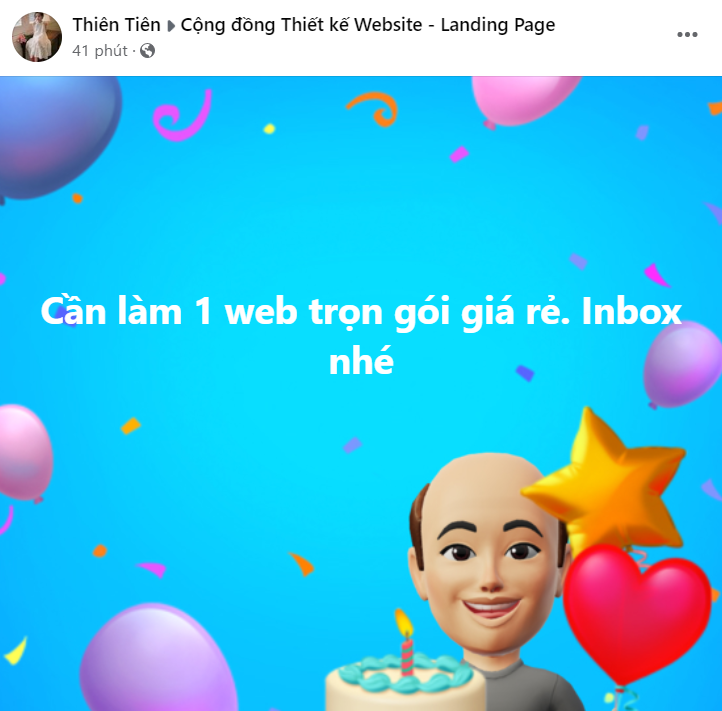 Thiên Tiên ▸ Cộng đồng Thiết kế Website - Landing Page
41 phút ·
Cần làm 1 web trọn gói giá rẻ. Inbox
nhé